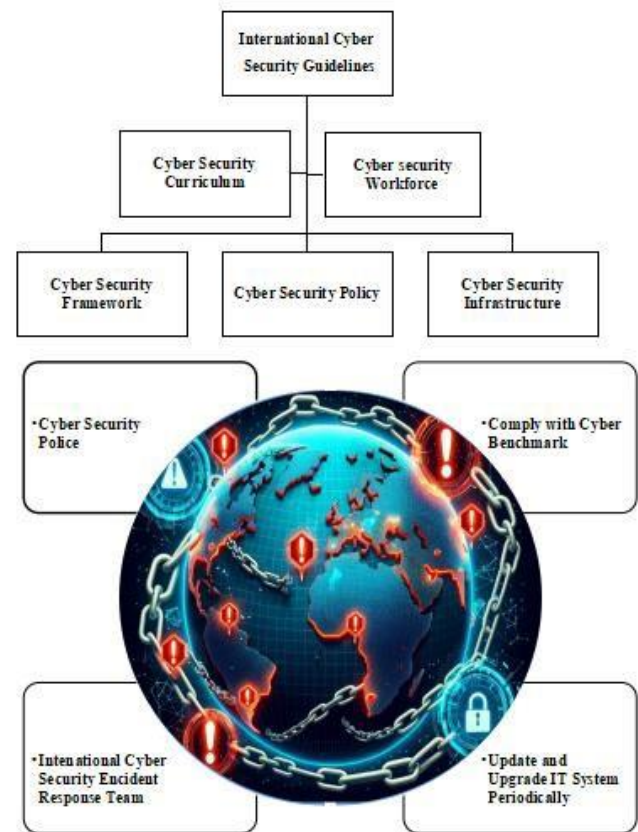 International Cyber
Security Guidelines
Cyber Security
Curriculum
Cyber security
Workforce
Cyber Security
Framework
Cyber Security Policy
Cyber Security
Infrastructure
•Cyber Security
Police
•Comply with Cyber
Benchmark
•Intenational Cyber
Security Encident
Response Team
•Update and
Upgrade IT System
Periodically